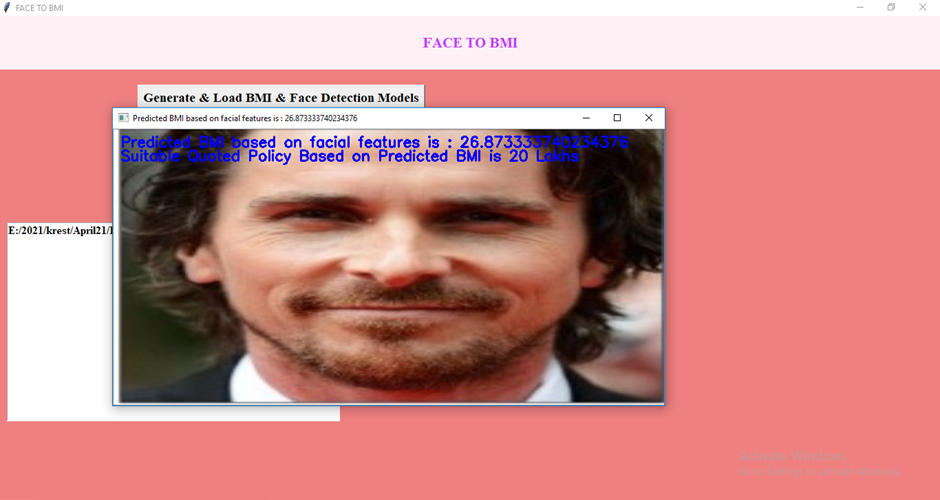 FACE TO BMI
FACE TO BMI
Generate & Load BMI & Face Detection Models
Predicted BMI based on facial features is : 26.873333740234376
Predicted BMI based on facial features is : 26.873333740234376
Suitable Quoted Policy Based on Predicted BMI is 20 Lakhs
E:/2021/krest/April21/
Activate Windows